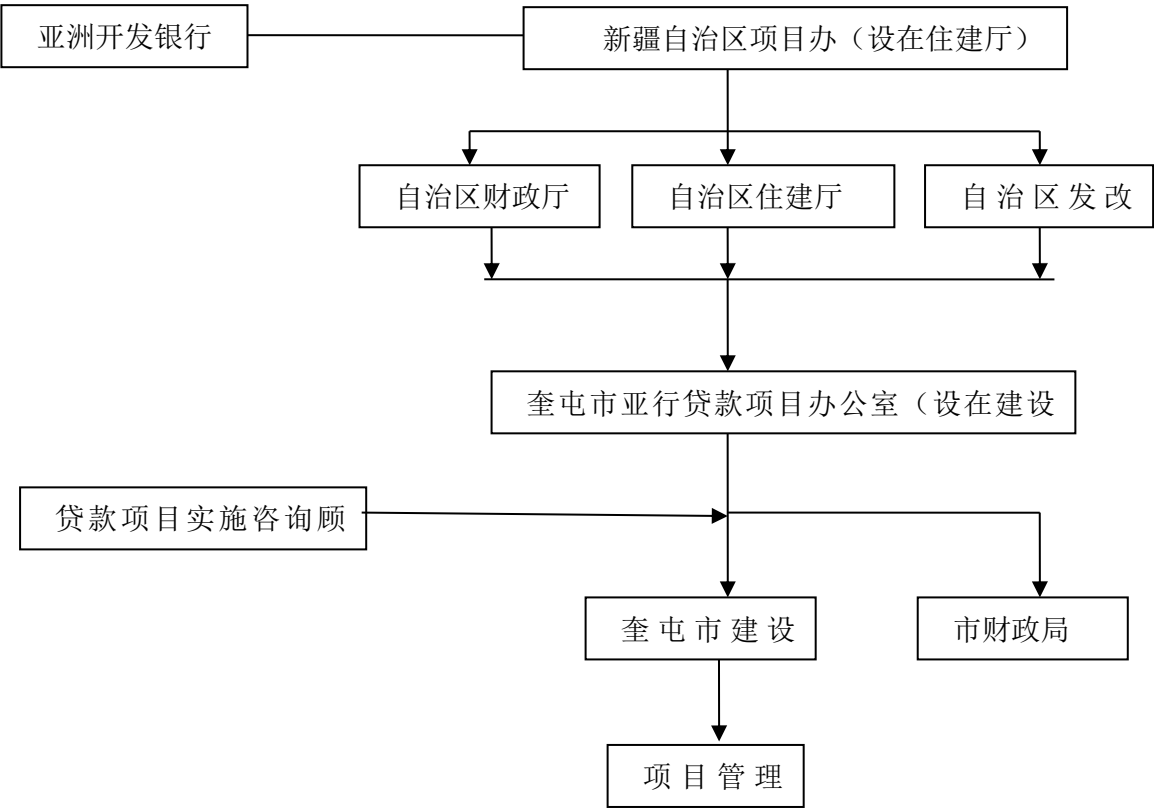 亚洲开发银行
新疆自治区项目办（设在住建厅）
自治区财政厅
自治区住建厅
自治区发改
奎屯市亚行贷款项目办公室（设在建设
贷款项目实施咨询顾
奎屯市建设
市财政局
项目管理